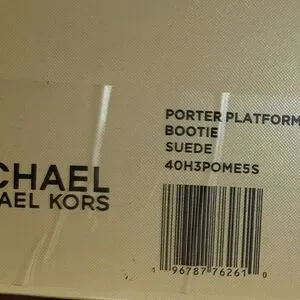 CHAEL
AEL KORS
PORTER PLATFORM
BOOTIE
SUEDE
40H3POME5S
1 96787 76261 0